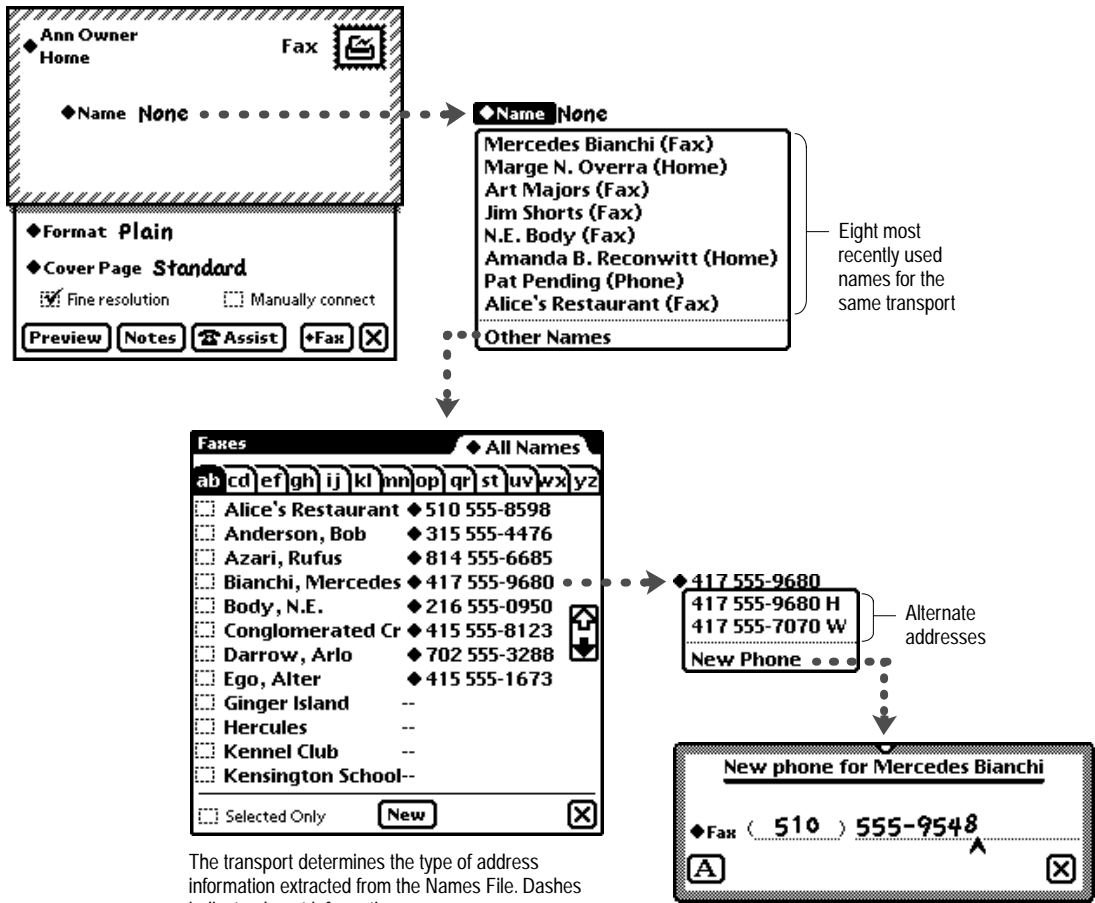 Ann Owner
Home
Fax
◆Name None
◆Format Plain
◆Cover Page Standard
Fine resolution Manually connect
Preview Notes Assist ◆Fax X
◆Name None
Mercedes Bianchi (Fax)
Marge N. Overra (Home)
Art Majors (Fax)
Jim Shorts (Fax)
N.E. Body (Fax)
Amanda B. Reconwitt (Home)
Pat Pending (Phone)
Alice's Restaurant (Fax)
Other Names
Eight most
recently used
names for the
same transport
Faxes ◆ All Names
ab cd ef gh ij kl mn op qr st uv wx yz
Alice's Restaurant ◆ 510 555-8598
Anderson, Bob ◆ 315 555-4476
Azari, Rufus ◆ 814 555-6685
Bianchi, Mercedes ◆ 417 555-9680
Body, N.E. ◆ 216 555-0950
Conglomerated Cr ◆ 415 555-8123
Darrow, Arlo ◆ 702 555-3288
Ego, Alter ◆ 415 555-1673
Ginger Island --
Hercules --
Kennel Club --
Kensington School--
Selected Only New X
◆ 417 555-9680
417 555-9680 H
417 555-7070 W
New Phone
Alternate
addresses
New phone for Mercedes Bianchi
◆Fax ( 510 ) 555-9548
A X
The transport determines the type of address
information extracted from the Names File. Dashes